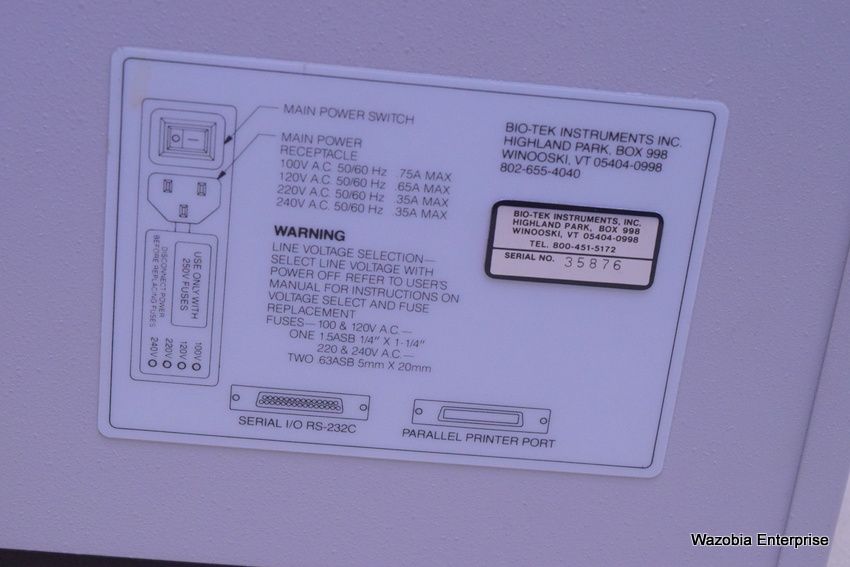 MAIN POWER SWITCH
MAIN POWER
RECEPTACLE
100V A.C. 50/60 Hz .75A MAX
120V A.C. 50/60 Hz .65A MAX
220V A.C. 50/60 Hz .35A MAX
240V A.C. 50/60 Hz .35A MAX
WARNING
LINE VOLTAGE SELECTION—
SELECT LINE VOLTAGE WITH
POWER OFF REFER TO USER'S
MANUAL FOR INSTRUCTIONS ON
VOLTAGE SELECT AND FUSE
REPLACEMENT
FUSES— 100 & 120V A.C.—
ONE 1.5ASB 1/4" X 1-1/4"
220 & 240V A.C.—
TWO .63ASB 5mm X 20mm
USE ONLY WITH
250V FUSES
DISCONNECT POWER
BEFORE REPLACING FUSES
100V
120V
220V
240V
SERIAL I/O RS-232C
PARALLEL PRINTER PORT
BIO-TEK INSTRUMENTS INC.
HIGHLAND PARK, BOX 998
WINOOSKI, VT 05404-0998
802-655-4040
BIO-TEK INSTRUMENTS, INC.
HIGHLAND PARK, BOX 998
WINOOSKI, VT 05404-0998
TEL. 800-451-5172
SERIAL NO. 35876
Wazobia Enterprise